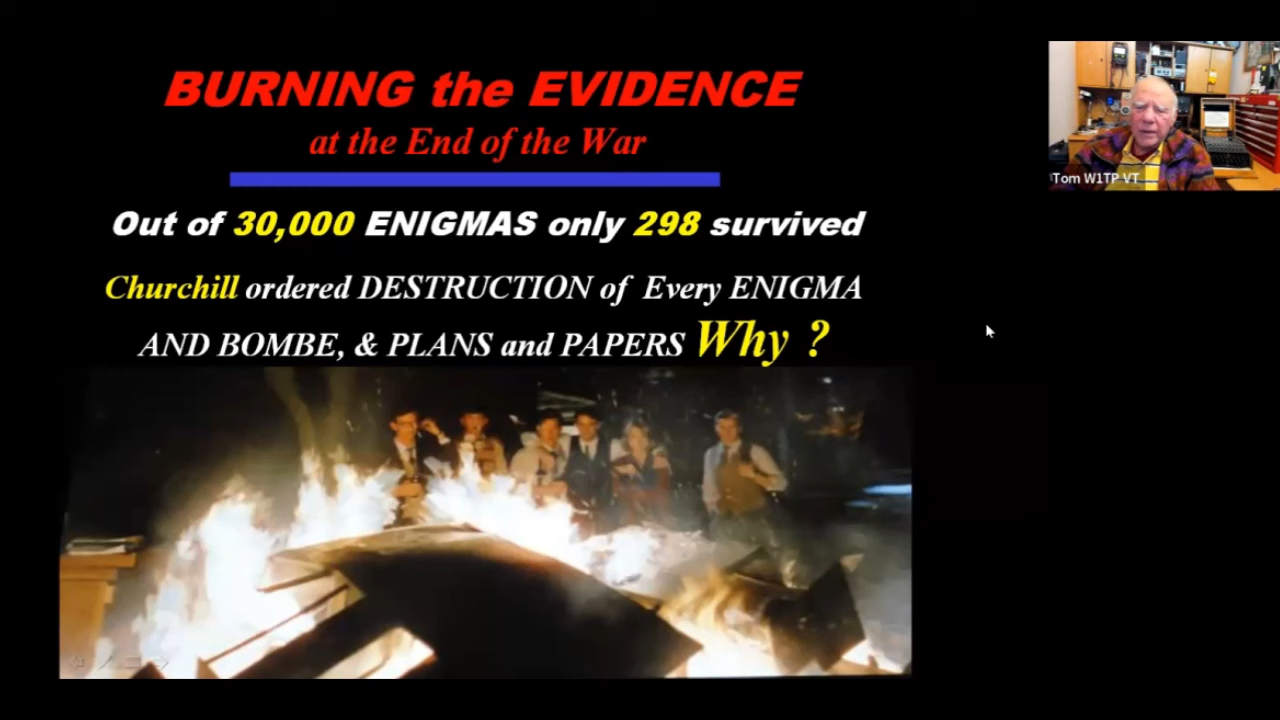 BURNING the EVIDENCE
at the End of the War
Out of 30,000 ENIGMAS only 298 survived
Churchill ordered DESTRUCTION of Every ENIGMA
AND BOMBE, & PLANS and PAPERS Why ?
Tom W1TP VT